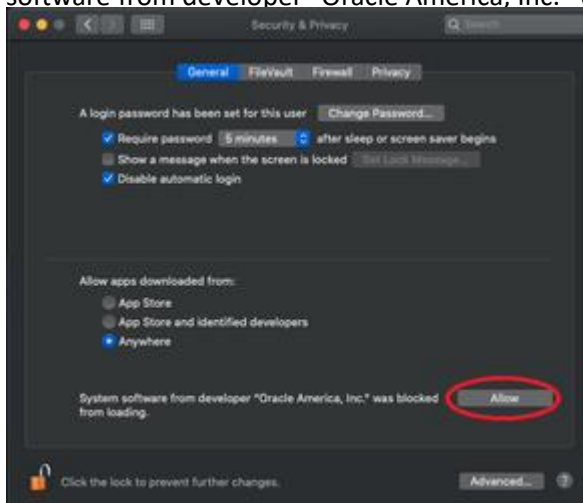 software from developer "Oracle America, Inc."
Security & Privacy
Search
General FileVault Firewall Privacy
A login password has been set for this user Change Password...
Require password 5 minutes after sleep or screen saver begins
Show a message when the screen is locked Set Lock Message...
Disable automatic login
Allow apps downloaded from:
App Store
App Store and identified developers
Anywhere
System software from developer "Oracle America, Inc." was blocked Allow
from loading.
Click the lock to prevent further changes. Advanced... ?